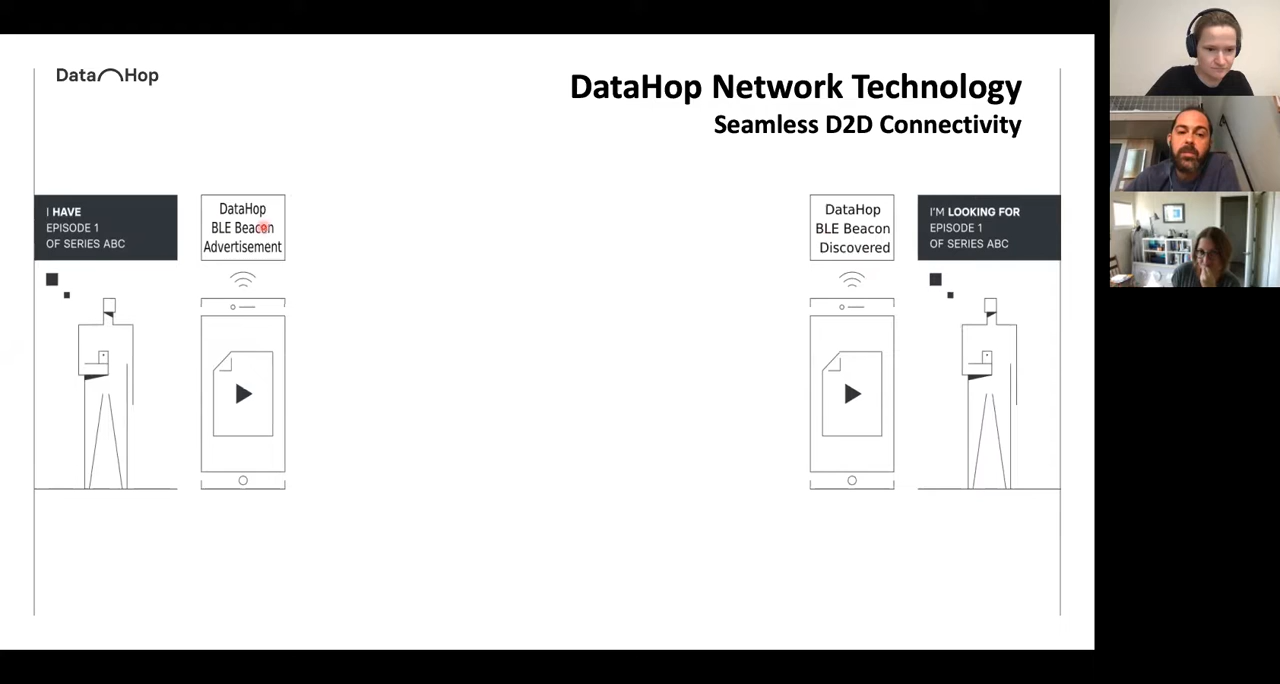 Data Hop
DataHop Network Technology
Seamless D2D Connectivity
I HAVE
EPISODE 1
OF SERIES ABC
DataHop
BLE Beacon
Advertisement
DataHop
BLE Beacon
Discovered
I'M LOOKING FOR
EPISODE 1
OF SERIES ABC